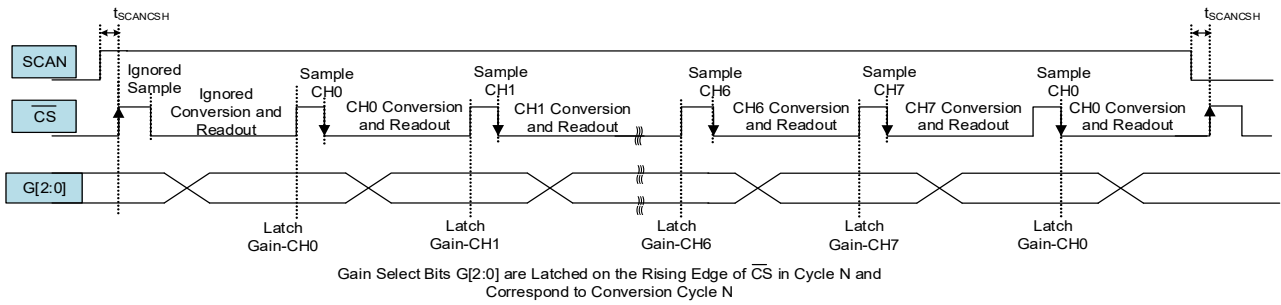 tSCANCSH
tSCANCSH
SCAN
Ignored
Sample
Ignored
Conversion and
Readout
Sample
CH0
CH0 Conversion
and Readout
Sample
CH1
CH1 Conversion
and Readout
Sample
CH6
CH6 Conversion
and Readout
Sample
CH7
CH7 Conversion
and Readout
Sample
CH0
CH0 Conversion
and Readout
CS
G[2:0]
Latch
Gain-CH0
Latch
Gain-CH1
Latch
Gain-CH6
Latch
Gain-CH7
Latch
Gain-CH0
Gain Select Bits G[2:0] are Latched on the Rising Edge of CS in Cycle N and
Correspond to Conversion Cycle N